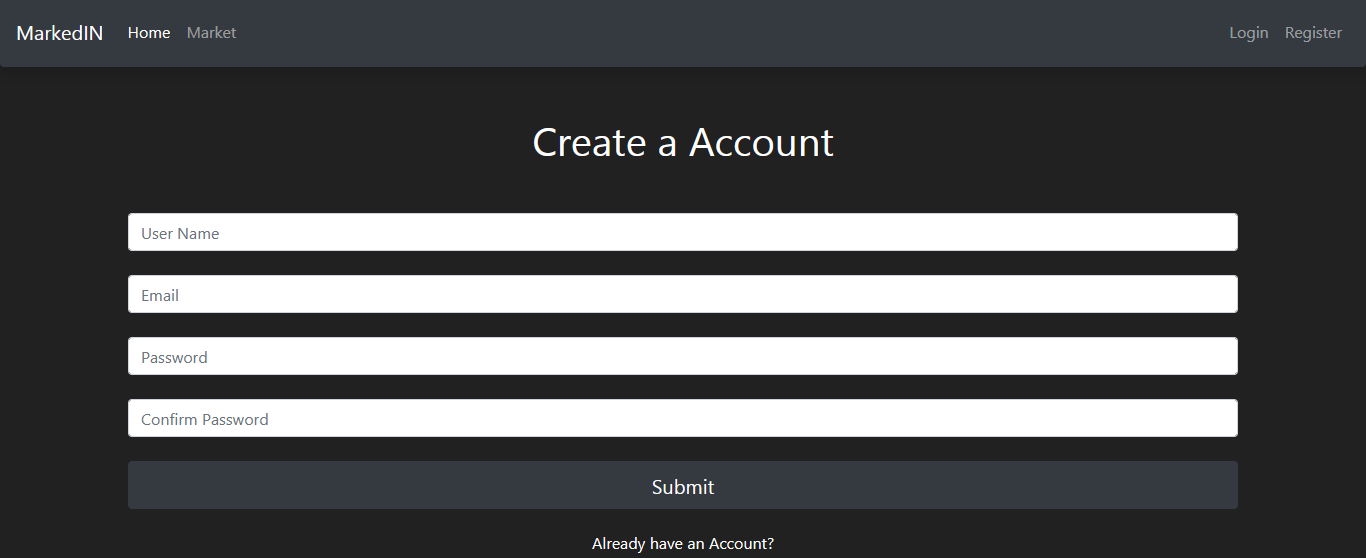 MarkedIN Home Market Login Register
Create a Account
User Name
Email
Password
Confirm Password
Submit
Already have an Account?